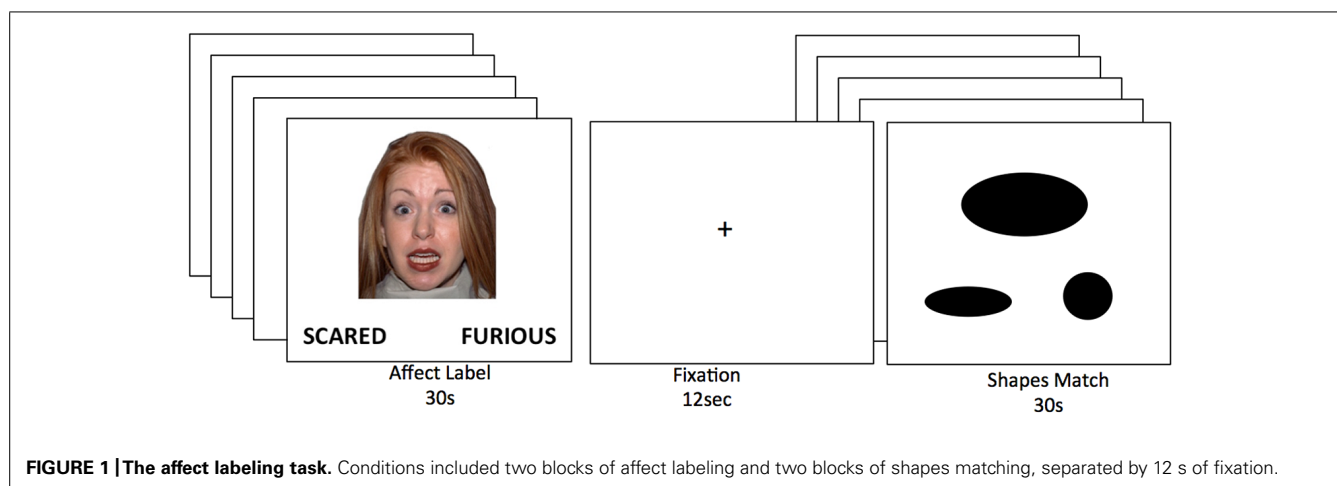 SCARED FURIOUS
+
Affect Label
30s
Fixation
12sec
Shapes Match
30s
FIGURE 1 | The affect labeling task. Conditions included two blocks of affect labeling and two blocks of shapes matching, separated by 12 s of fixation.